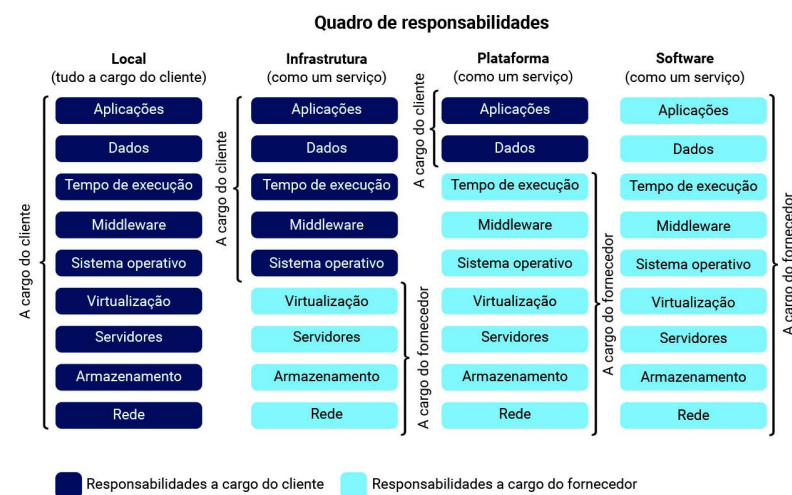 Quadro de responsabilidades
Local
(tudo a cargo do cliente)
A cargo do cliente
Aplicações
Dados
Tempo de execução
Middleware
Sistema operativo
Virtualização
Servidores
Armazenamento
Rede
Infrastrutura
(como um serviço)
A cargo do cliente
Aplicações
Dados
Tempo de execução
Middleware
Sistema operativo
Virtualização
Servidores
Armazenamento
Rede
A cargo do fornecedor
Plataforma
(como um serviço)
A cargo do cliente
Aplicações
Dados
Tempo de execução
Middleware
Sistema operativo
Virtualização
Servidores
Armazenamento
Rede
A cargo do fornecedor
Software
(como um serviço)
Aplicações
Dados
Tempo de execução
Middleware
Sistema operativo
Virtualização
Servidores
Armazenamento
Rede
A cargo do fornecedor
Responsabilidades a cargo do cliente
Responsabilidades a cargo do fornecedor